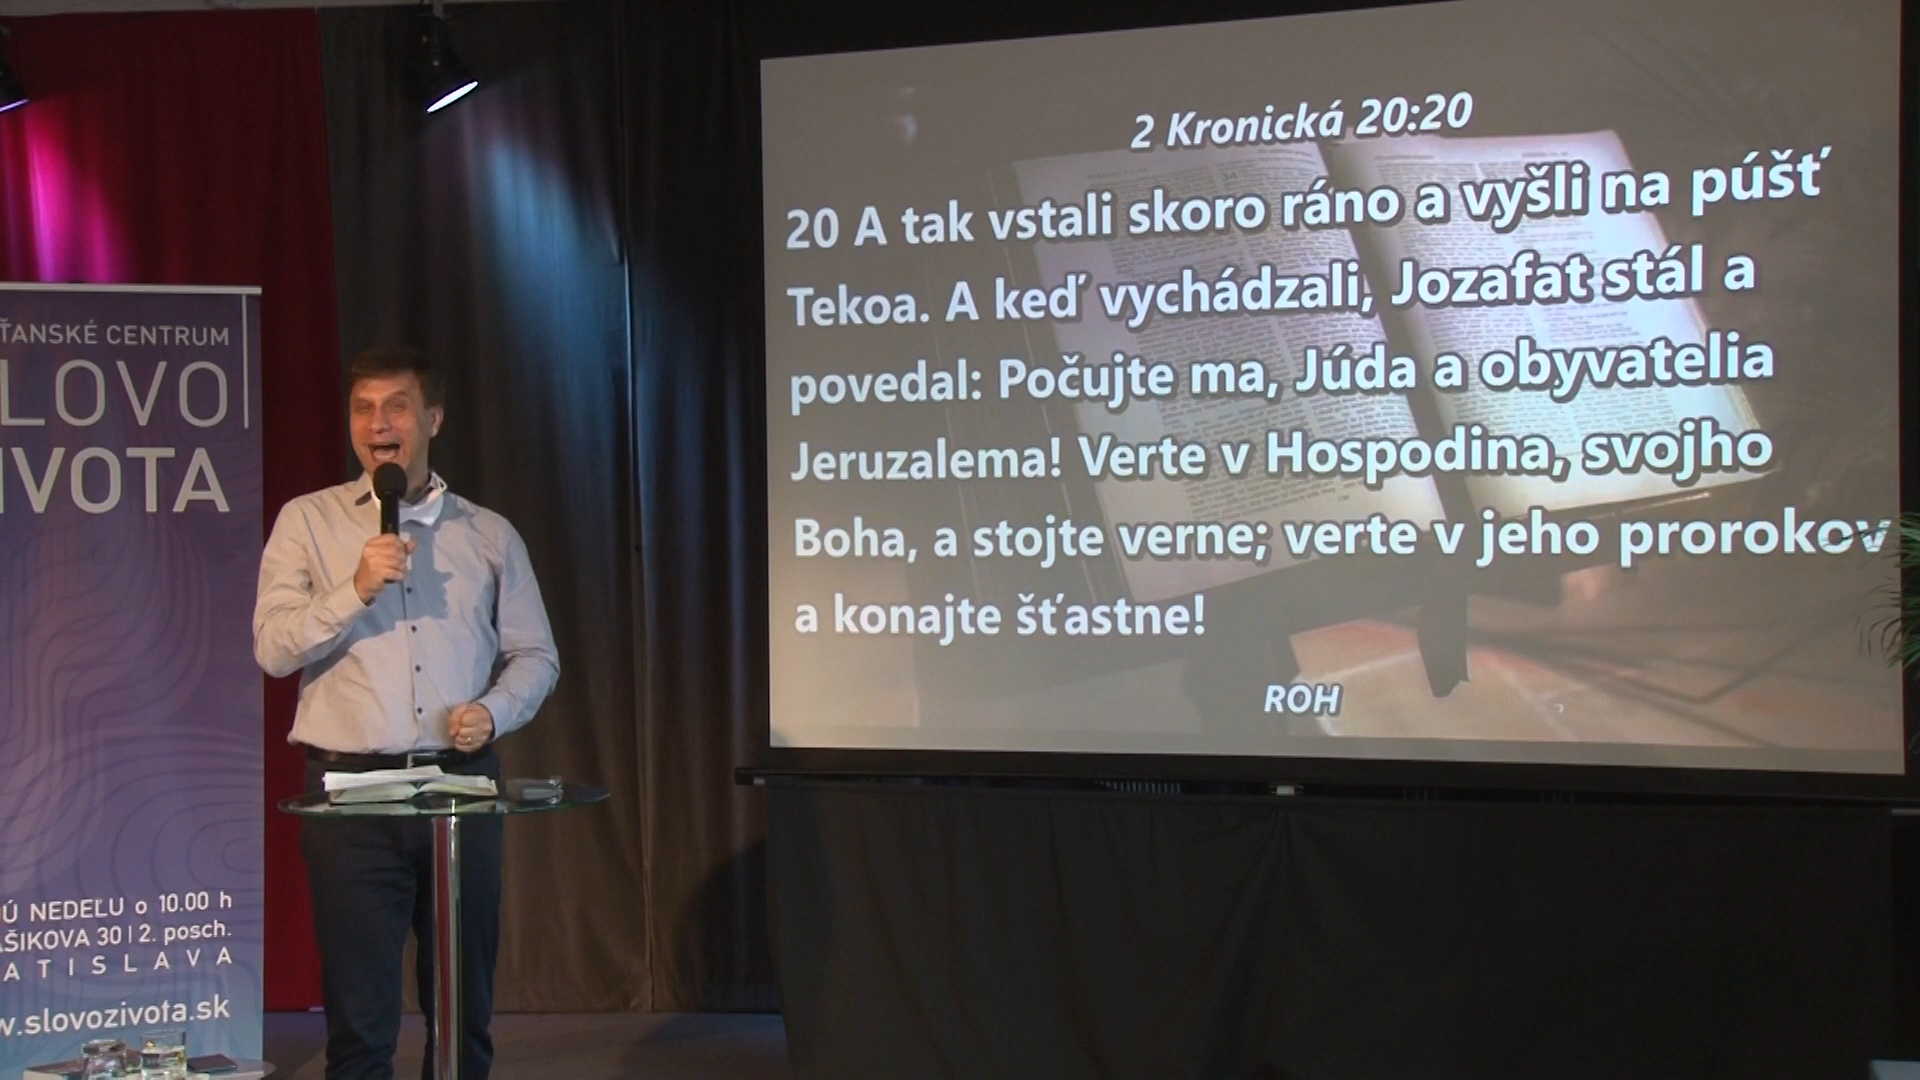 2 Kronická 20:20
20 A tak vstali skoro ráno a vyšli na púšť
Tekoa. A keď vychádzali, Jozafat stál a
povedal: Počujte ma, Júda a obyvatelia
Jeruzalema! Verte v Hospodina, svojho
Boha, a stojte verne; verte v jeho prorokov
a konajte šťastne!
ROH
ŤANSKÉ CENTRUM
LOVO
IVOTA
Ú NEDEĽU o 10.00 h
AŠIKOVA 30 | 2. posch.
ATISLAVA
w.slovozivota.sk